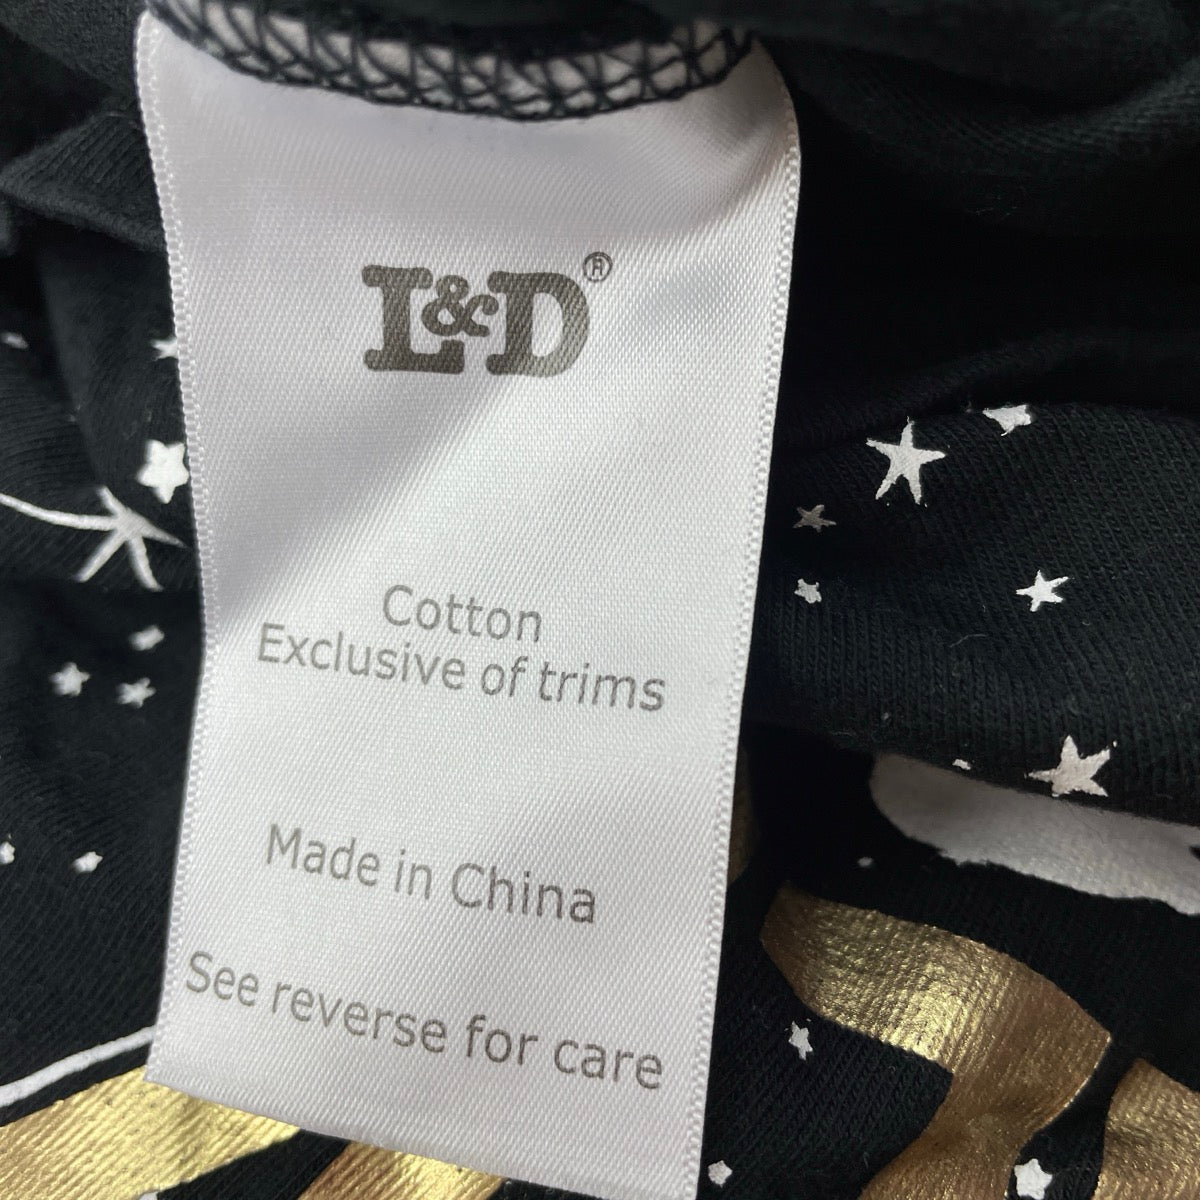 L&D®
Cotton
Exclusive of trims
Made in China
See reverse for care